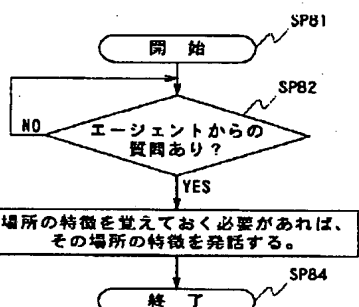 開始
SP81
SP82
エージェントからの
質問あり?
NO
YES
場所の特徴を覚えておく必要があれば、
その場所の特徴を発話する。
終了
SP84